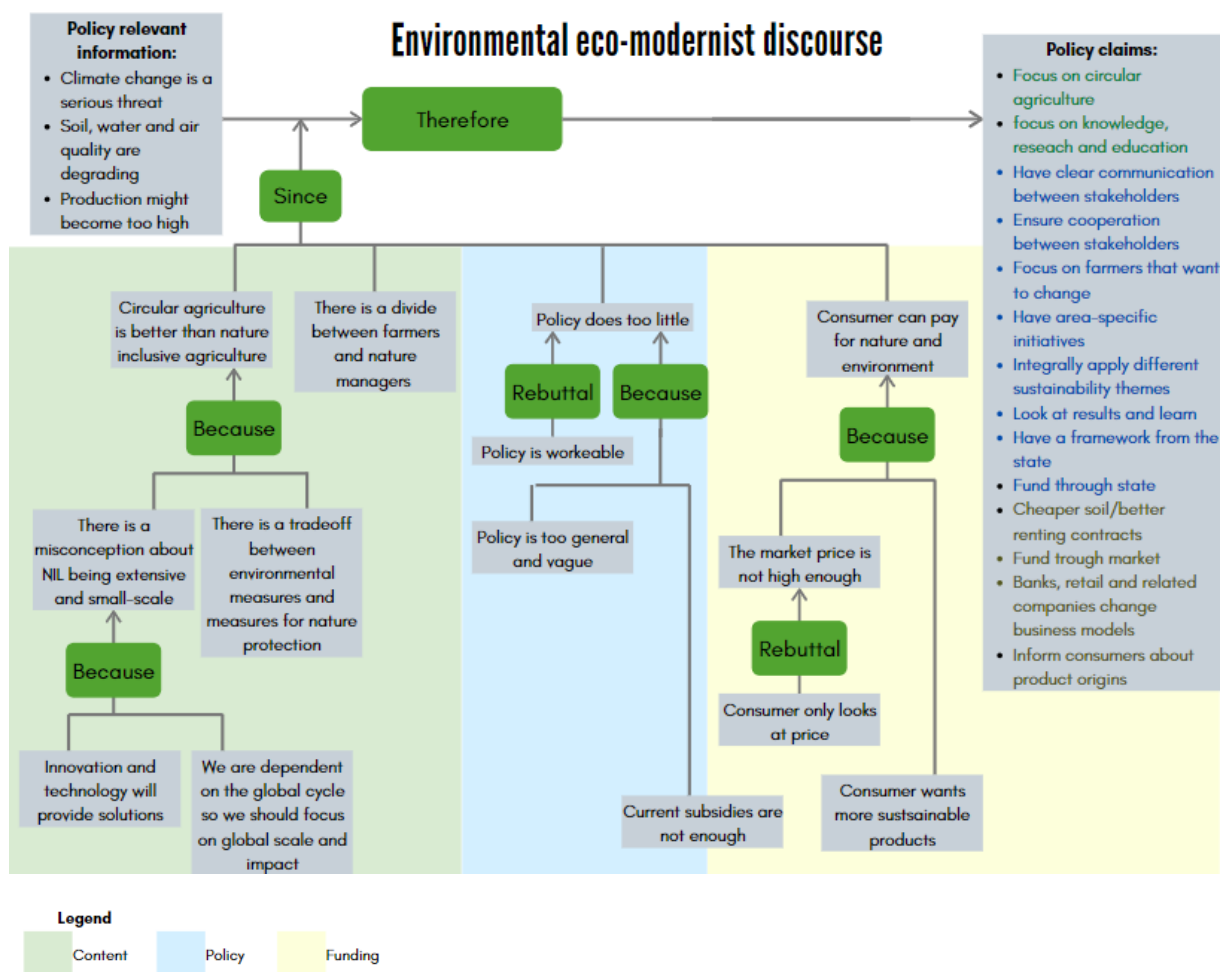 Environmental eco-modernist discourse
Policy relevant
information:
• Climate change is a
serious threat
• Soil, water and air
quality are
degrading
• Production might
become too high
Therefore
Since
Policy claims:
• Focus on circular
agriculture
• focus on knowledge,
reseach and education
• Have clear communication
between stakeholders
• Ensure cooperation
between stakeholders
• Focus on farmers that want
to change
• Have area-specific
initiatives
• Integrally apply different
sustainability themes
• Look at results and learn
• Have a framework from the
state
• Fund through state
• Cheaper soil/better
renting contracts
• Fund trough market
• Banks, retail and related
companies change
business models
• Inform consumers about
product origins
Circular agriculture
is better than nature
inclusive agriculture
There is a divide
between farmers
and nature
managers
Because
There is a
misconception about
NIL being extensive
and small-scale
There is a tradeoff
between
environmental
measures and
measures for nature
protection
Because
Innovation and
technology will
provide solutions
We are dependent
on the global cycle
so we should focus
on global scale and
impact
Policy does too little
Rebuttal
Because
Policy is workeable
Policy is too general
and vague
Current subsidies are
not enough
Consumer can pay
for nature and
environment
Because
The market price is
not high enough
Rebuttal
Consumer only looks
at price
Consumer wants
more sustsainable
products
Legend
Content
Policy
Funding